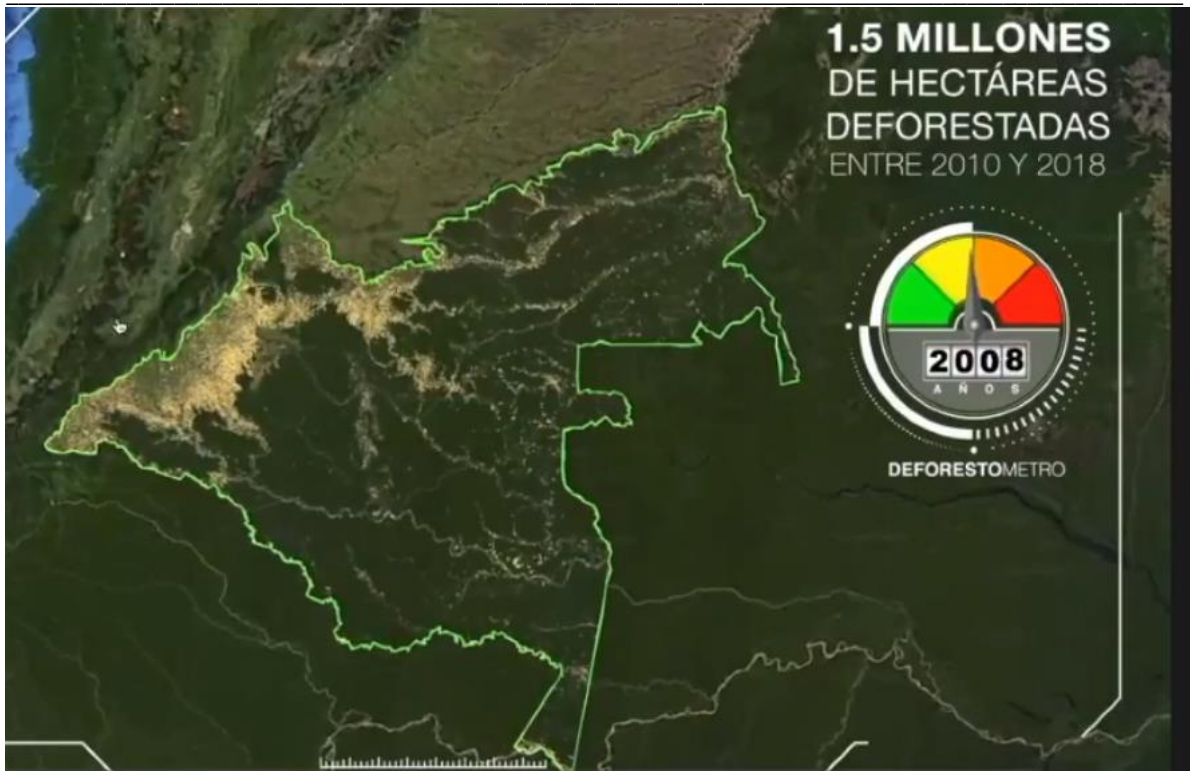 1.5 MILLONES
DE HECTÁREAS
DEFORESTADAS
ENTRE 2010 Y 2018
2008
AÑOS
DEFORESTOMETRO